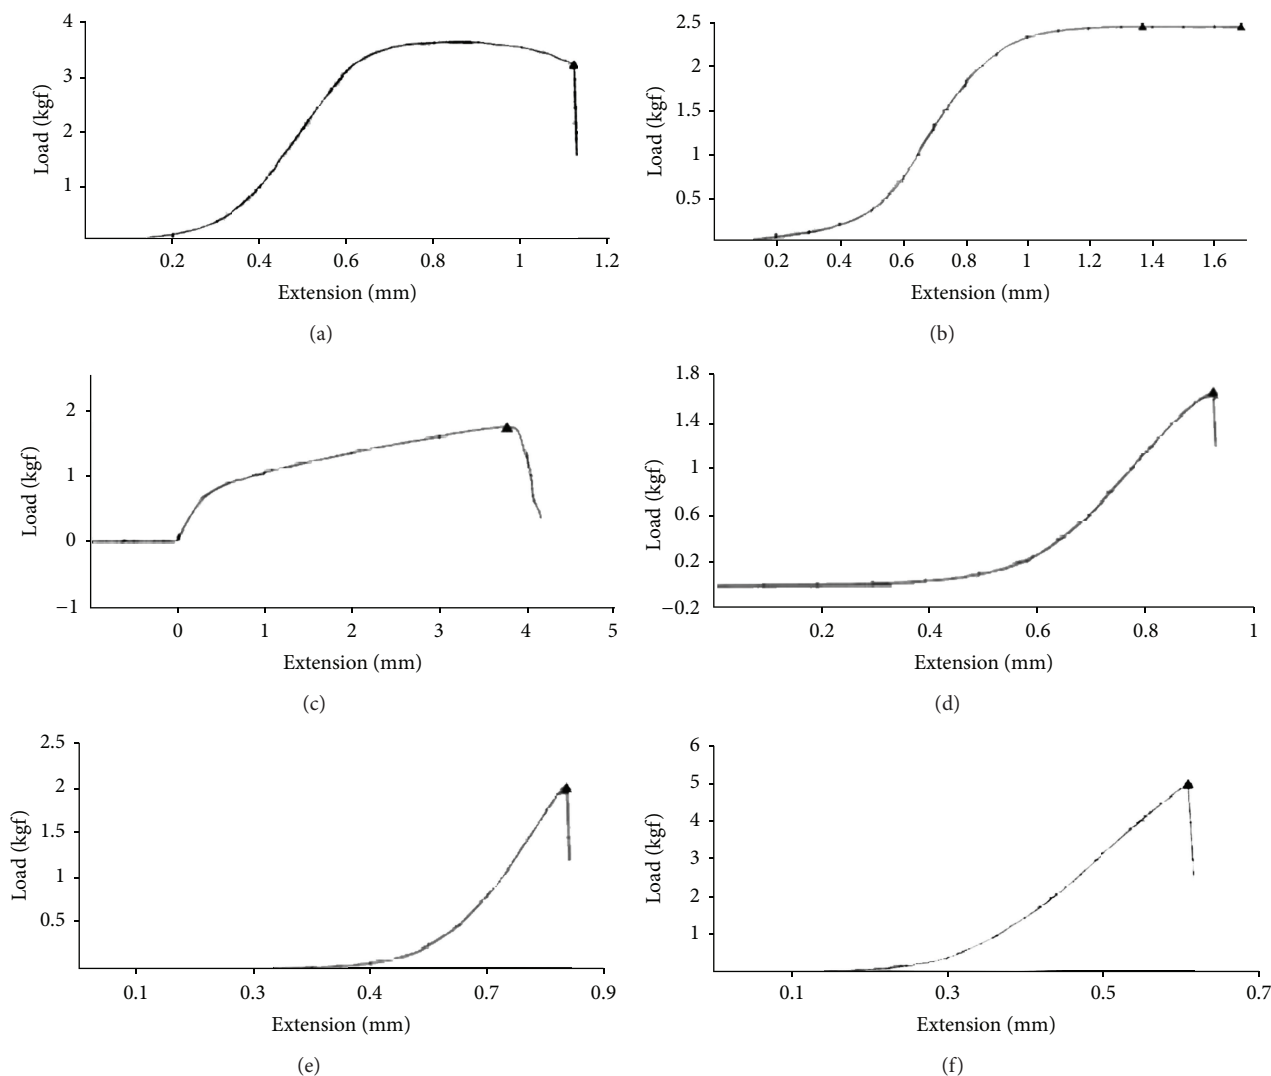 4
3
2
1
0.2 0.4 0.6 0.8 1 1.2
Load (kgf)
Extension (mm)
(a)
2.5
2
1.5
1
0.5
0.2 0.4 0.6 0.8 1 1.4 1.4 1.6
Load (kgf)
Extension (mm)
(b)
2
1
0
−1
0 1 2 3 4 5
Load (kgf)
Extension (mm)
(c)
1.8
1.4
1
0.6
0.2
−0.2
0.2 0.4 0.6 0.8 1
Load (kgf)
Extension (mm)
(d)
2.5
2
1.5
1
0.5
0.1 0.3 0.4 0.7 0.9
Load (kgf)
Extension (mm)
(e)
6
5
4
3
2
1
0.1 0.3 0.5 0.7
Load (kgf)
Extension (mm)
(f)